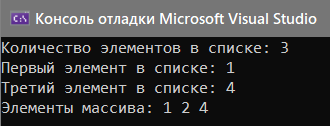 Консоль отладки Microsoft Visual Studio
Количество элементов в списке: 3
Первый элемент в списке: 1
Третий элемент в списке: 4
Элементы массива: 1 2 4